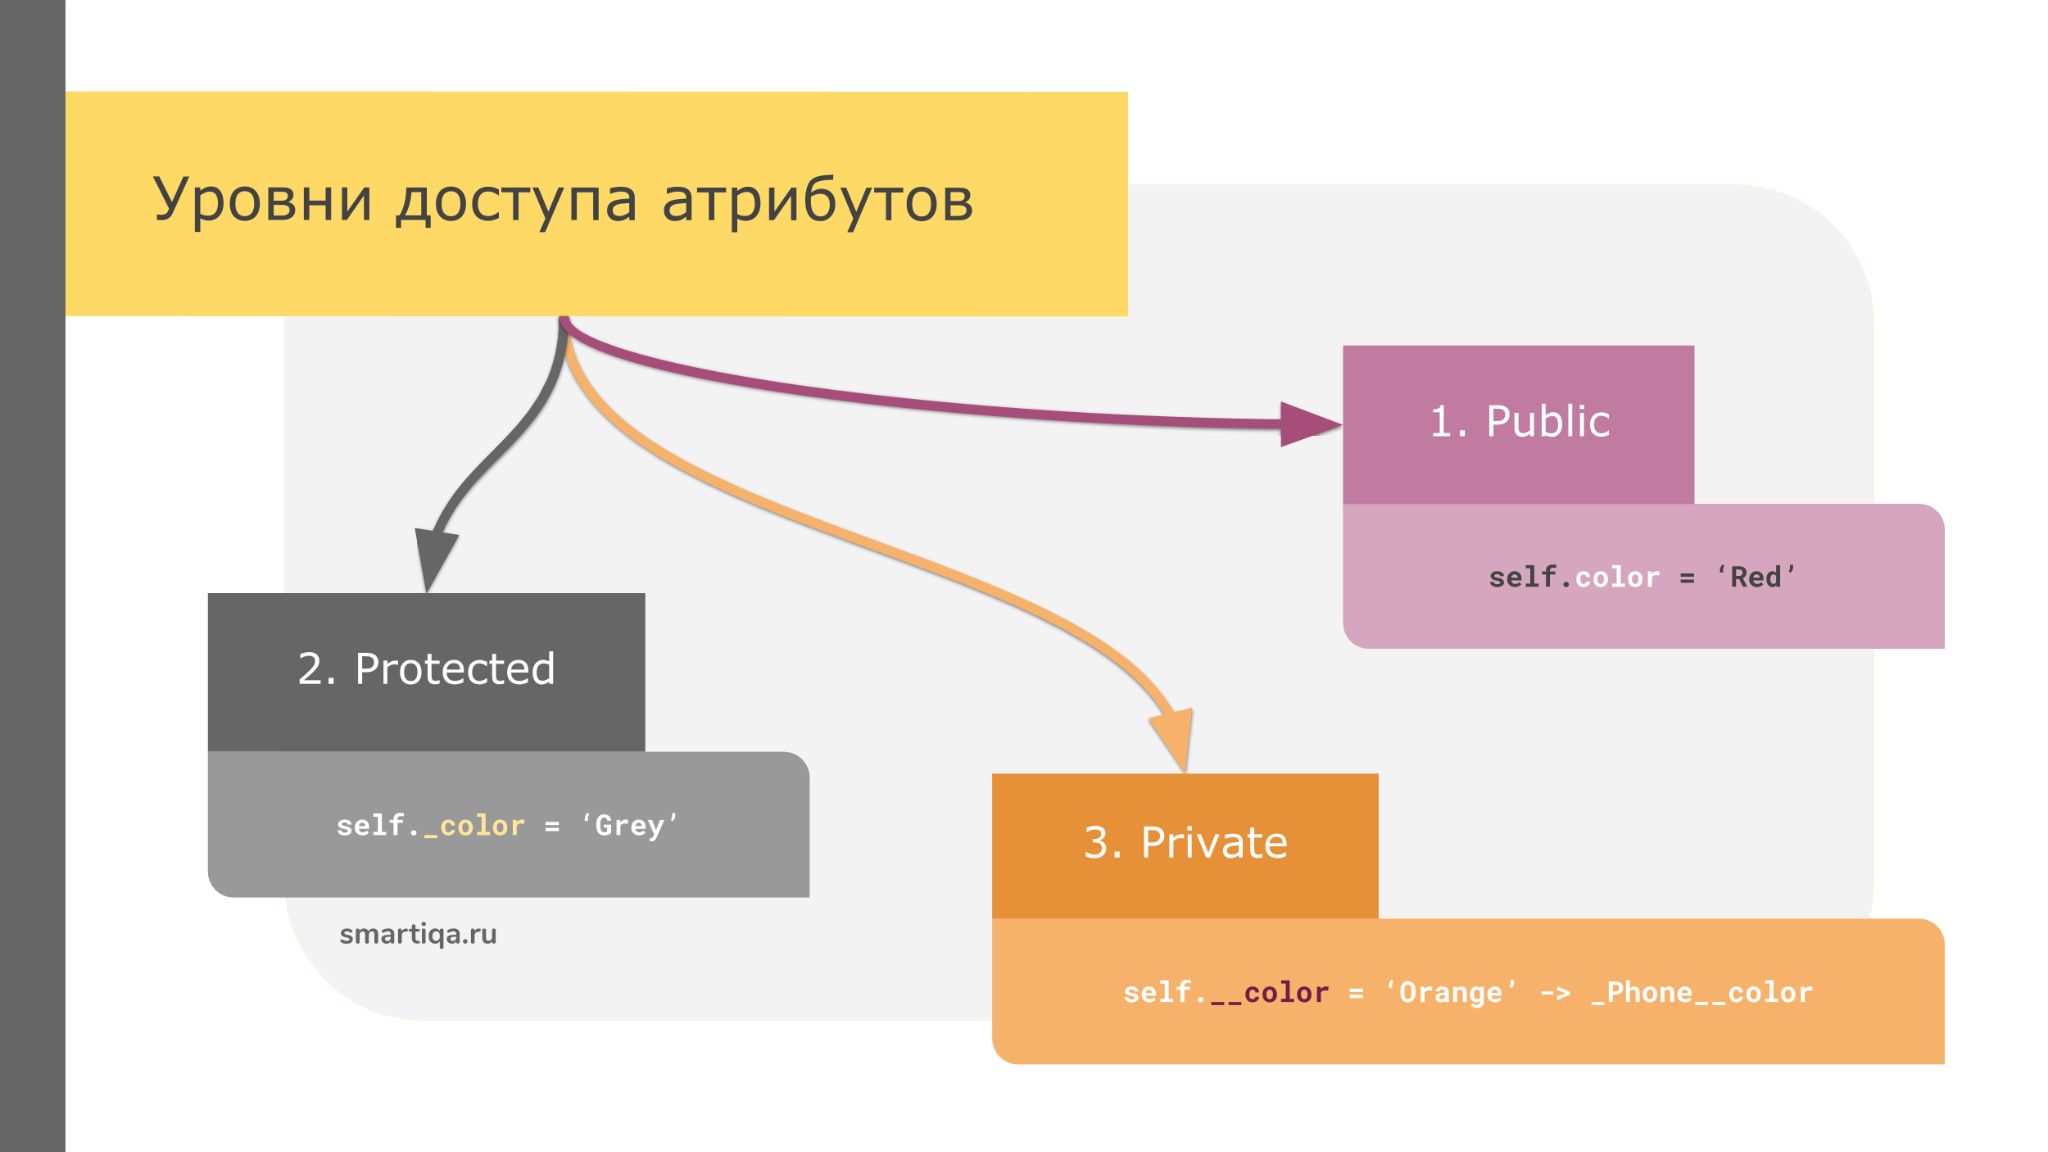 Уровни доступа атрибутов
1. Public
self.color = ‘Red’
2. Protected
self._color = ‘Grey’
3. Private
self.__color = ‘Orange’ -> _Phone__color
smartiqa.ru